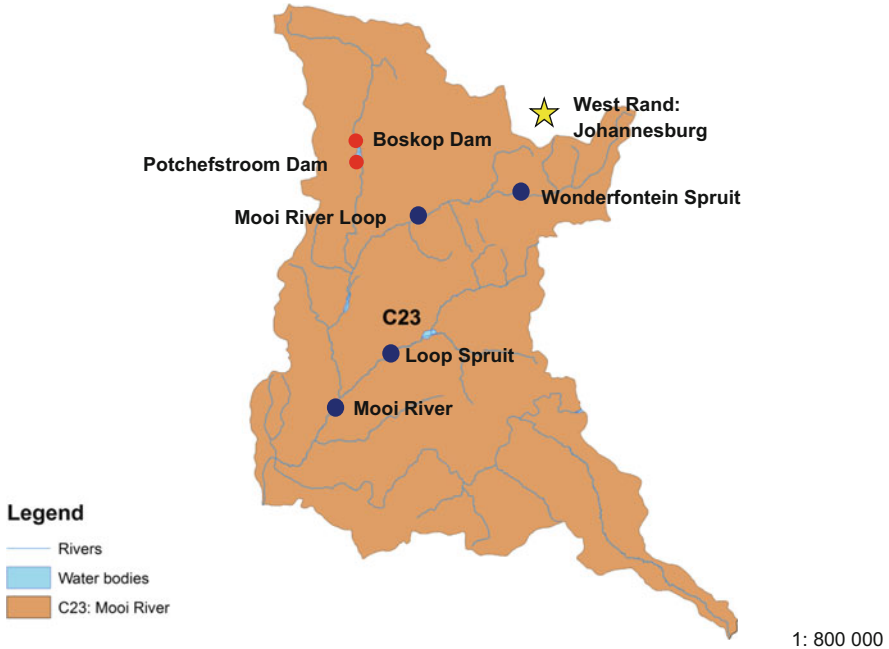 West Rand:
Johannesburg
Boskop Dam
Potchefstroom Dam
Wonderfontein Spruit
Mooi River Loop
C23
Loop Spruit
Mooi River
Legend
Rivers
Water bodies
C23: Mooi River
1: 800 000